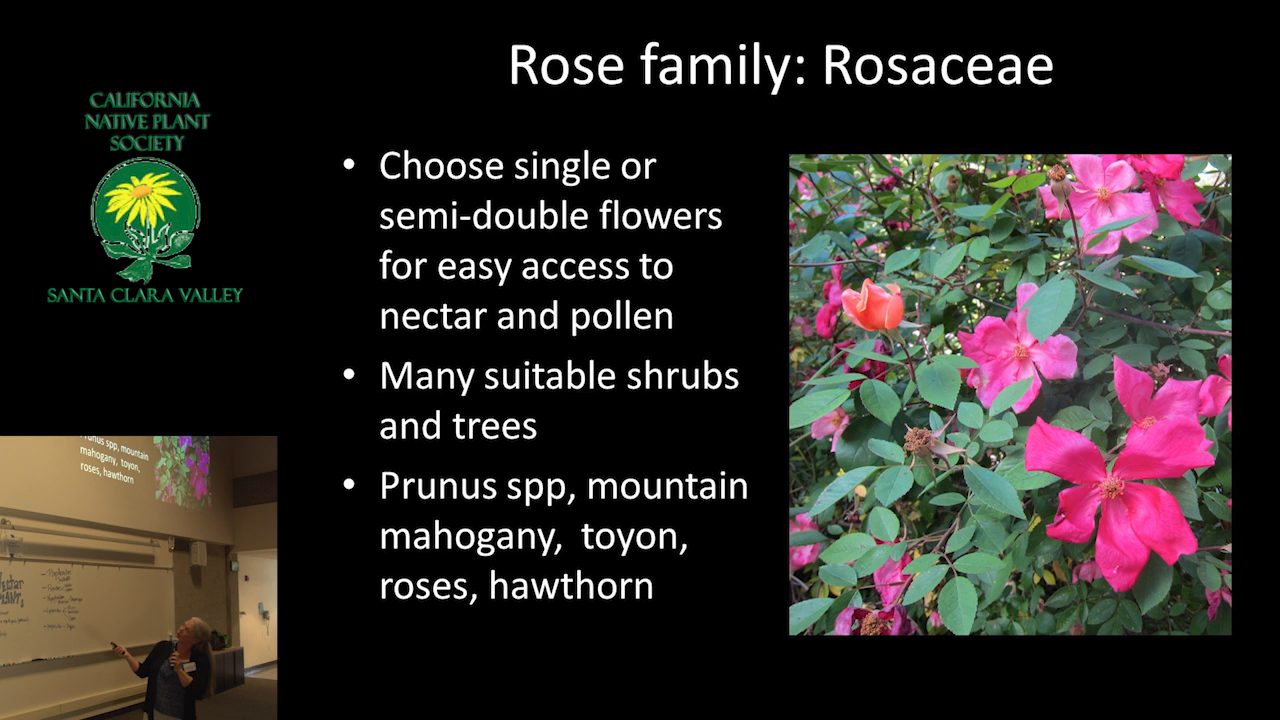 Rose family: Rosaceae
CALIFORNIA
NATIVE PLANT
SOCIETY
SANTA CLARA VALLEY
• Choose single or
semi-double flowers
for easy access to
nectar and pollen
• Many suitable shrubs
and trees
• Prunus spp, mountain
mahogany,  toyon,
roses, hawthorn
Prunus spp, mountain
mahogany, toyon,
roses, hawthorn
Nectar
PLANTS